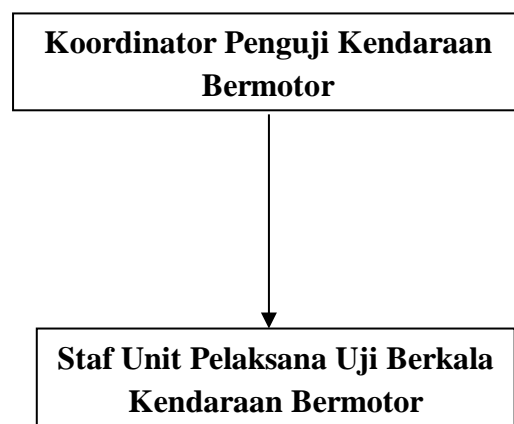 Koordinator Penguji Kendaraan
Bermotor
Staf Unit Pelaksana Uji Berkala
Kendaraan Bermotor